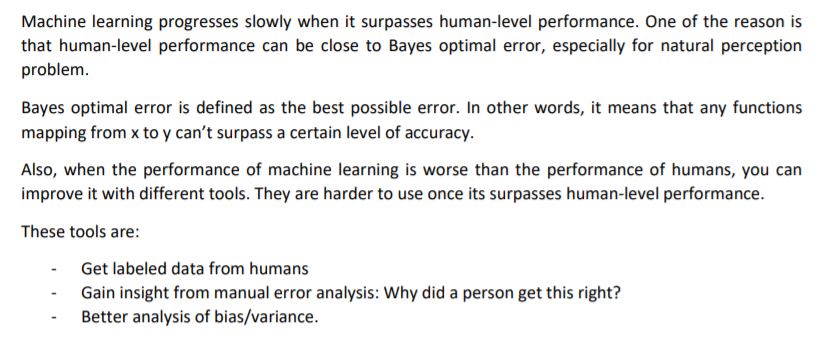 Machine learning progresses slowly when it surpasses human-level performance. One of the reason is
that human-level performance can be close to Bayes optimal error, especially for natural perception
problem.
Bayes optimal error is defined as the best possible error. In other words, it means that any functions
mapping from x to y can’t surpass a certain level of accuracy.
Also, when the performance of machine learning is worse than the performance of humans, you can
improve it with different tools. They are harder to use once its surpasses human-level performance.
These tools are:
- Get labeled data from humans
- Gain insight from manual error analysis: Why did a person get this right?
- Better analysis of bias/variance.